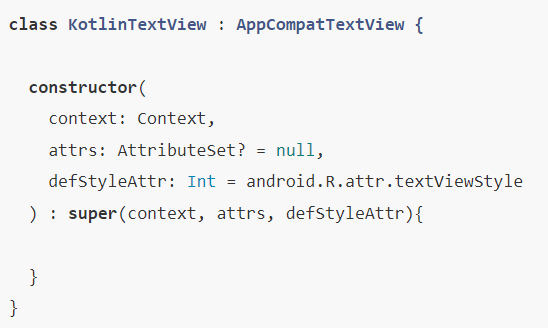 class KotlinTextView : AppCompatTextView {
constructor(
context: Context,
attrs: AttributeSet? = null,
defStyleAttr: Int = android.R.attr.textViewStyle
) : super(context, attrs, defStyleAttr){
}
}